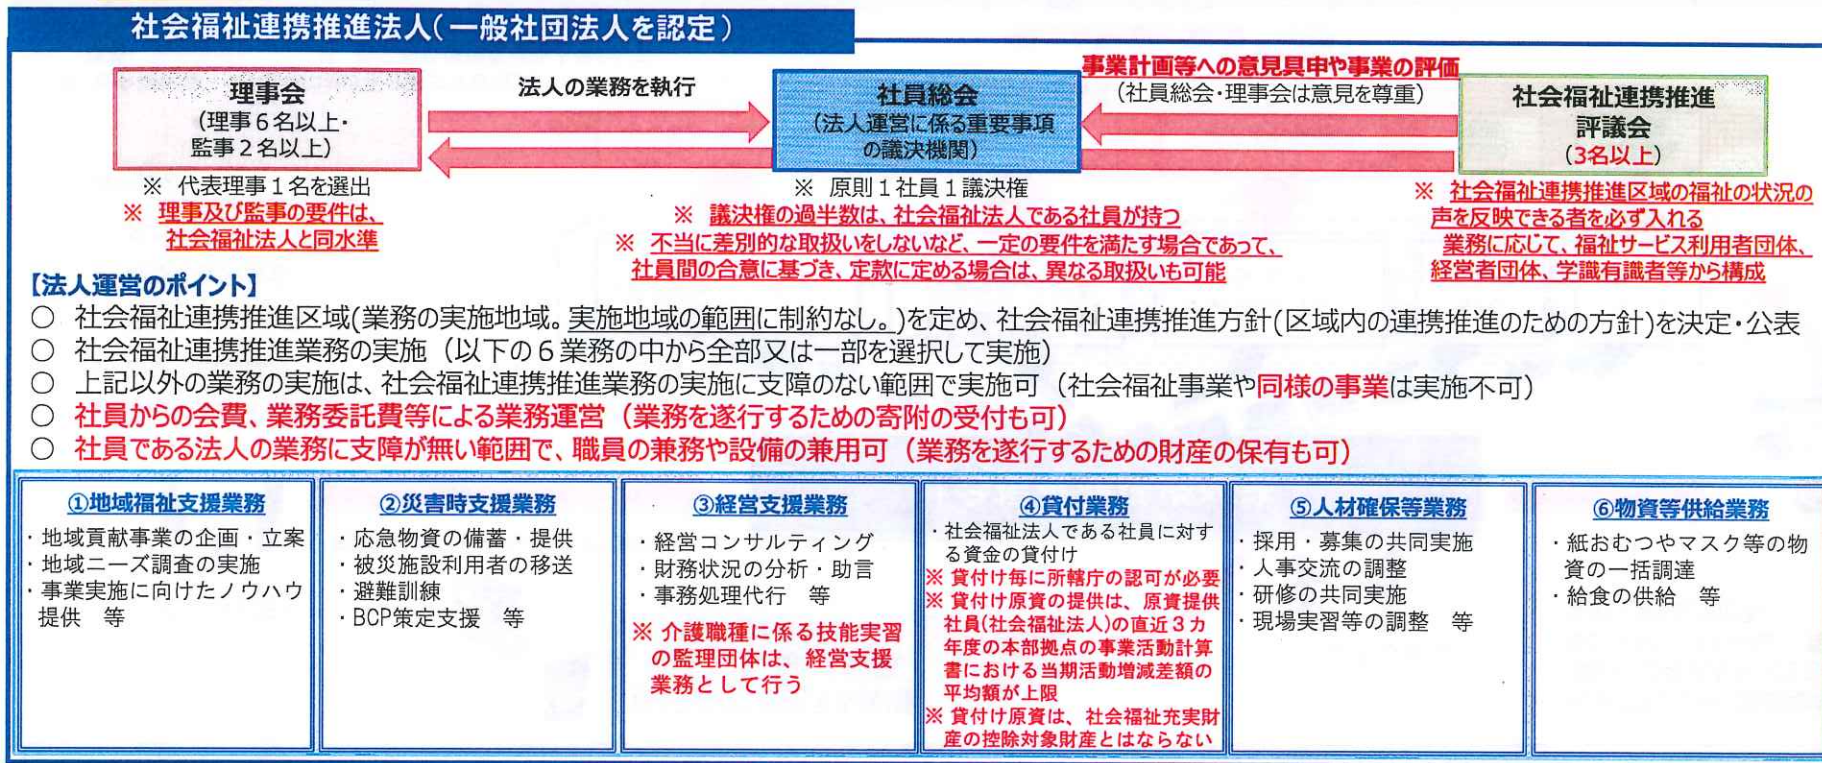 社会福祉連携推進法人(一般社団法人を認定)
理事会
(理事6名以上・
監事2名以上)
法人の業務を執行
社員総会
(法人運営に係る重要事項
の議決機関)
事業計画等への意見具申や事業の評価
(社員総会・理事会は意見を尊重)
社会福祉連携推進
評議会
(3名以上)
※ 代表理事1名を選出
※ 理事及び監事の要件は、
社会福祉法人と同水準
※ 原則1社員1議決権
※ 議決権の過半数は、社会福祉法人である社員が持つ
※ 不当に差別的な取扱いをしないなど、一定の要件を満たす場合であって、
社員間の合意に基づき、定款に定める場合は、異なる取扱いも可能
※ 社会福祉連携推進区域の福祉の状況の
声を反映できる者を必ず入れる
業務に応じて、福祉サービス利用者団体、
経営者団体、学識有識者等から構成
【法人運営のポイント】
○ 社会福祉連携推進区域(業務の実施地域。実施地域の範囲に制約なし。)を定め、社会福祉連携推進方針(区域内の連携推進のための方針)を決定・公表
○ 社会福祉連携推進業務の実施(以下の6業務の中から全部又は一部を選択して実施)
○ 上記以外の業務の実施は、社会福祉連携推進業務の実施に支障のない範囲で実施可(社会福祉事業や同様の事業は実施不可)
○ 社員からの会費、業務委託費等による業務運営(業務を遂行するための寄附の受付も可)
○ 社員である法人の業務に支障が無い範囲で、職員の兼務や設備の兼用可(業務を遂行するための財産の保有も可)
①地域福祉支援業務
・地域貢献事業の企画・立案
・地域ニーズ調査の実施
・事業実施に向けたノウハウ
提供 等
②災害時支援業務
・応急物資の備蓄・提供
・被災施設利用者の移送
・避難訓練
・BCP策定支援 等
③経営支援業務
・経営コンサルティング
・財務状況の分析・助言
・事務処理代行 等
※ 介護職種に係る技能実習
の監理団体は、経営支援
業務として行う
④貸付業務
・社会福祉法人である社員に対す
る資金の貸付け
※ 貸付け毎に所轄庁の認可が必要
※ 貸付け原資の提供は、原資提供
社員(社会福祉法人)の直近3カ
年度の本部拠点の事業活動計算
書における当期活動増減差額の
平均額が上限
※ 貸付け原資は、社会福祉充実財
産の控除対象財産とはならない
⑤人材確保等業務
・採用・募集の共同実施
・人事交流の調整
・研修の共同実施
・現場実習等の調整 等
⑥物資等供給業務
・紙おむつやマスク等の物
資の一括調達
・給食の供給 等